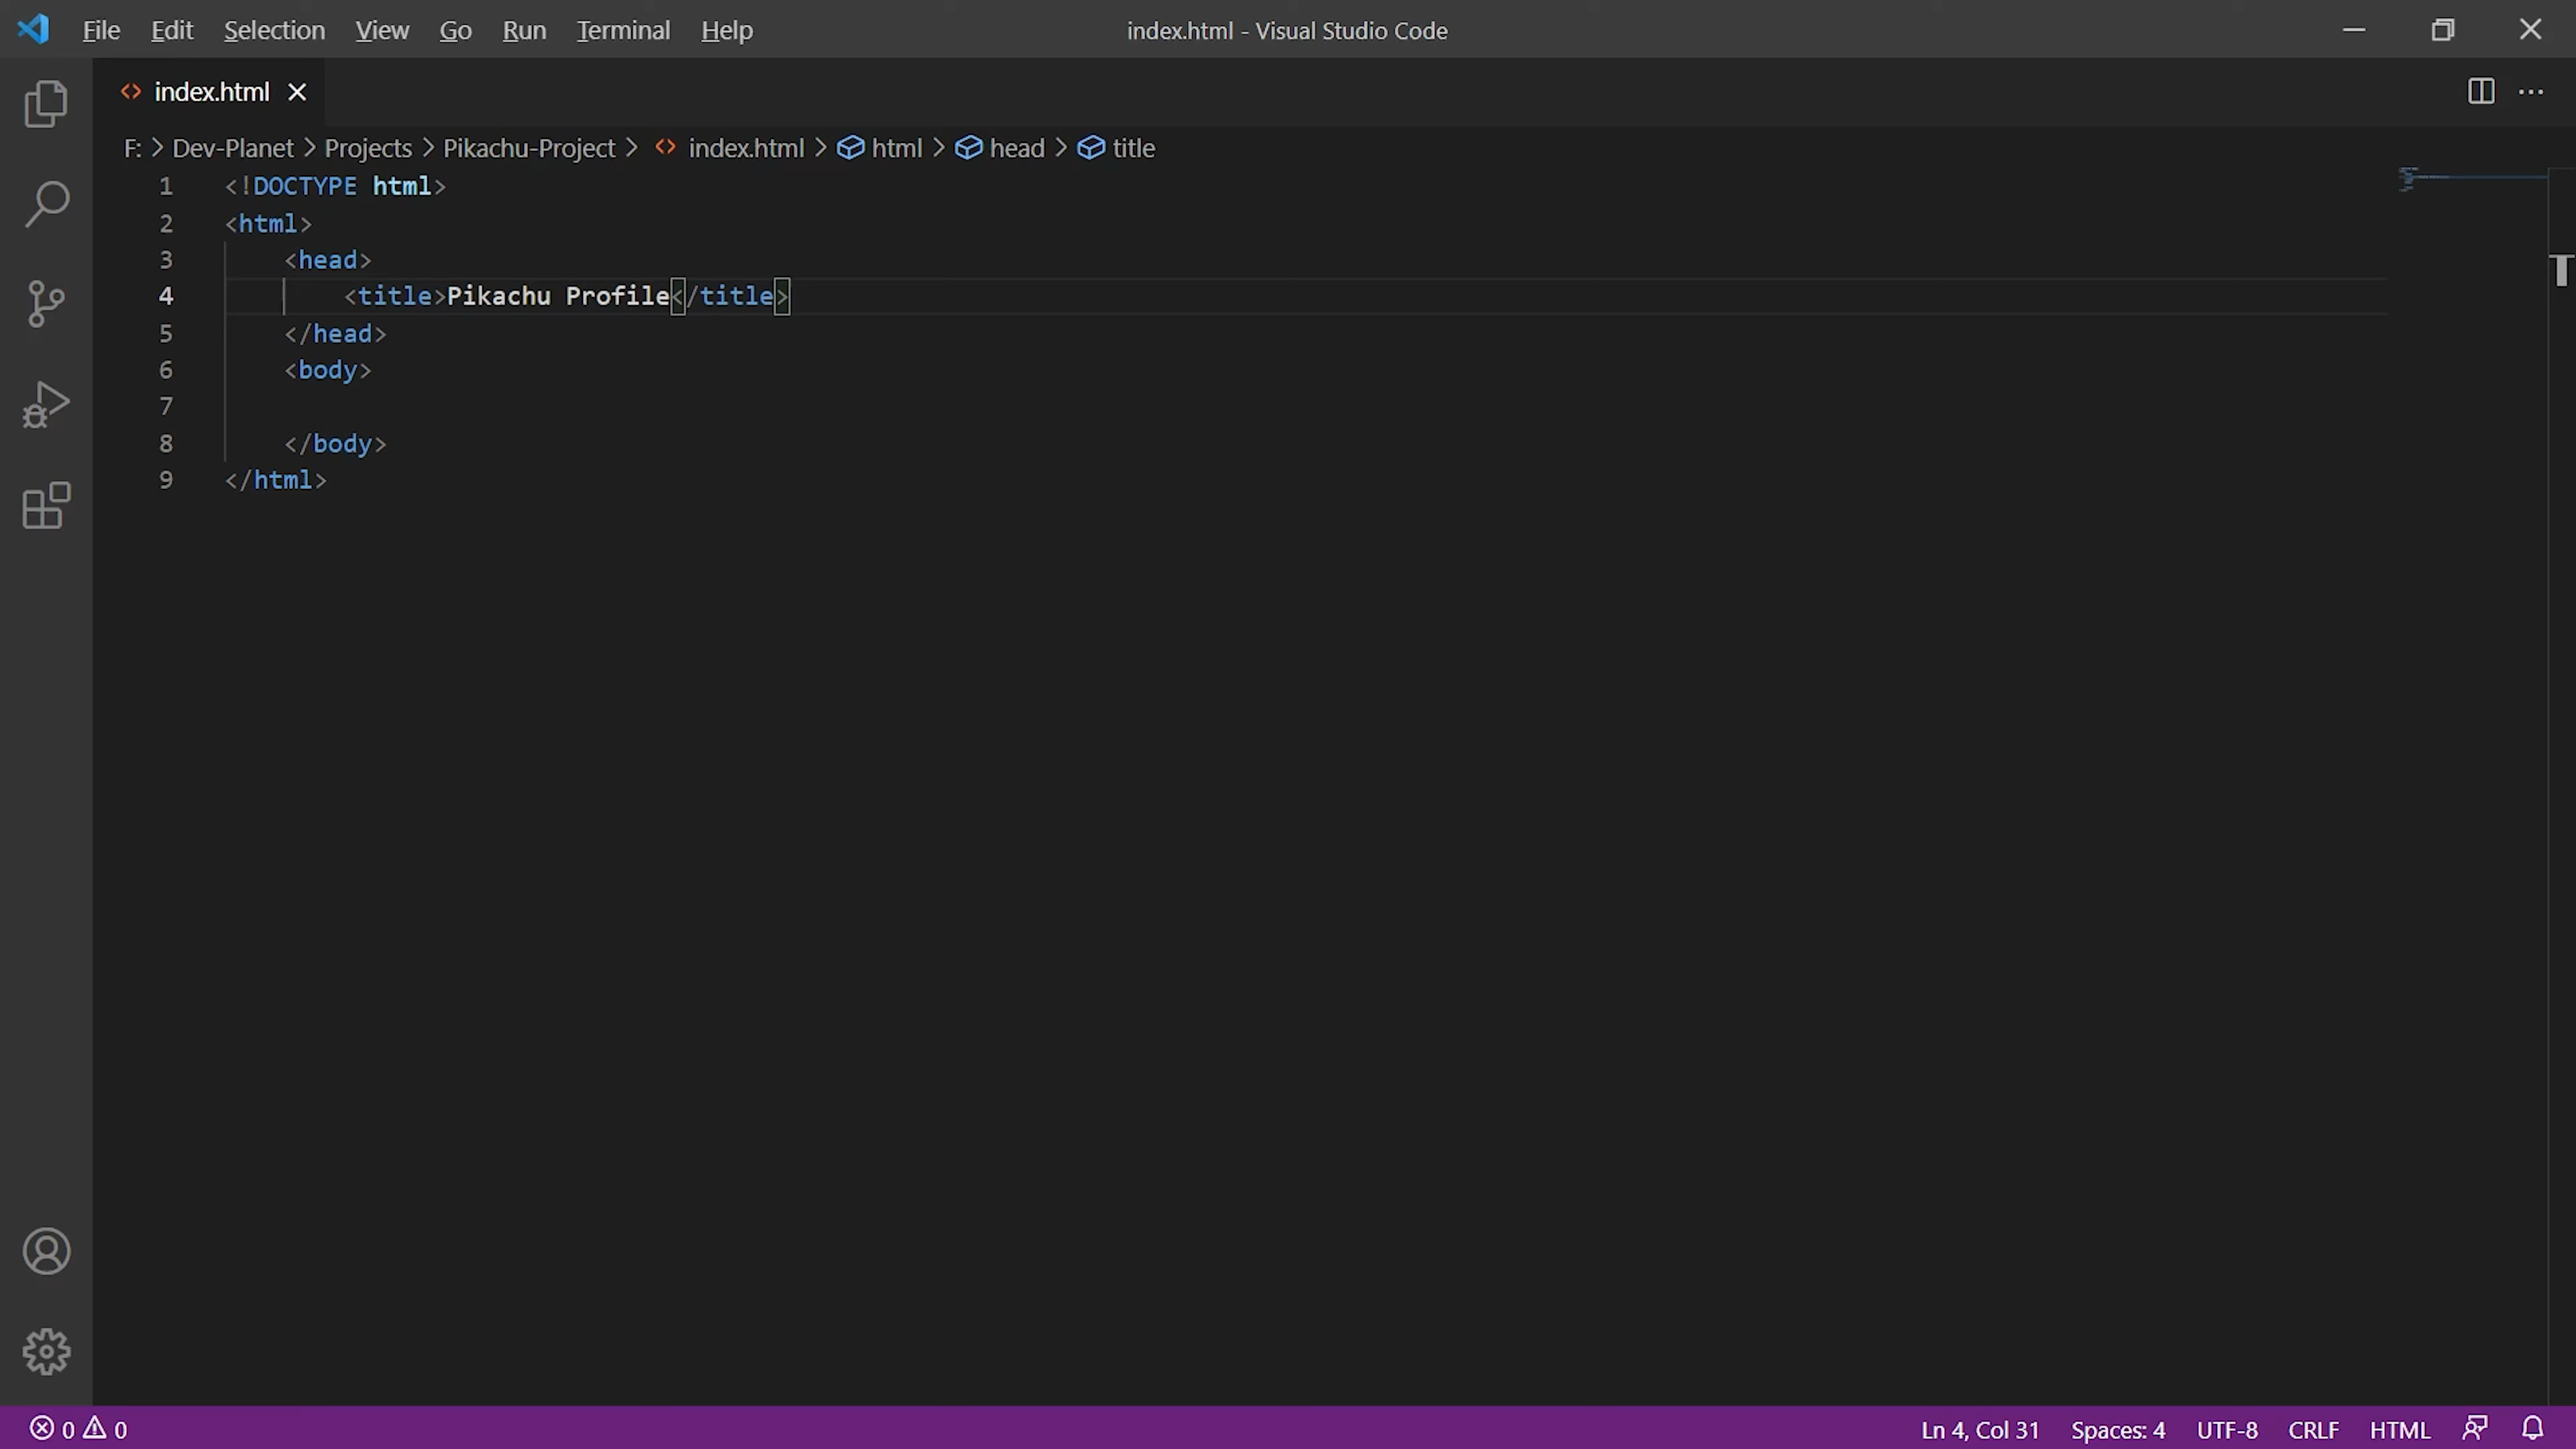 File Edit Selection View Go Run Terminal Help index.html - Visual Studio Code
index.html
F: > Dev-Planet > Projects > Pikachu-Project > index.html > html > head > title
1 <!DOCTYPE html>
2 <html>
3 <head>
4 <title>Pikachu Profile</title>
5 </head>
6 <body>
7
8 </body>
9 </html>
0 0 Ln 4, Col 31 Spaces: 4 UTF-8 CRLF HTML